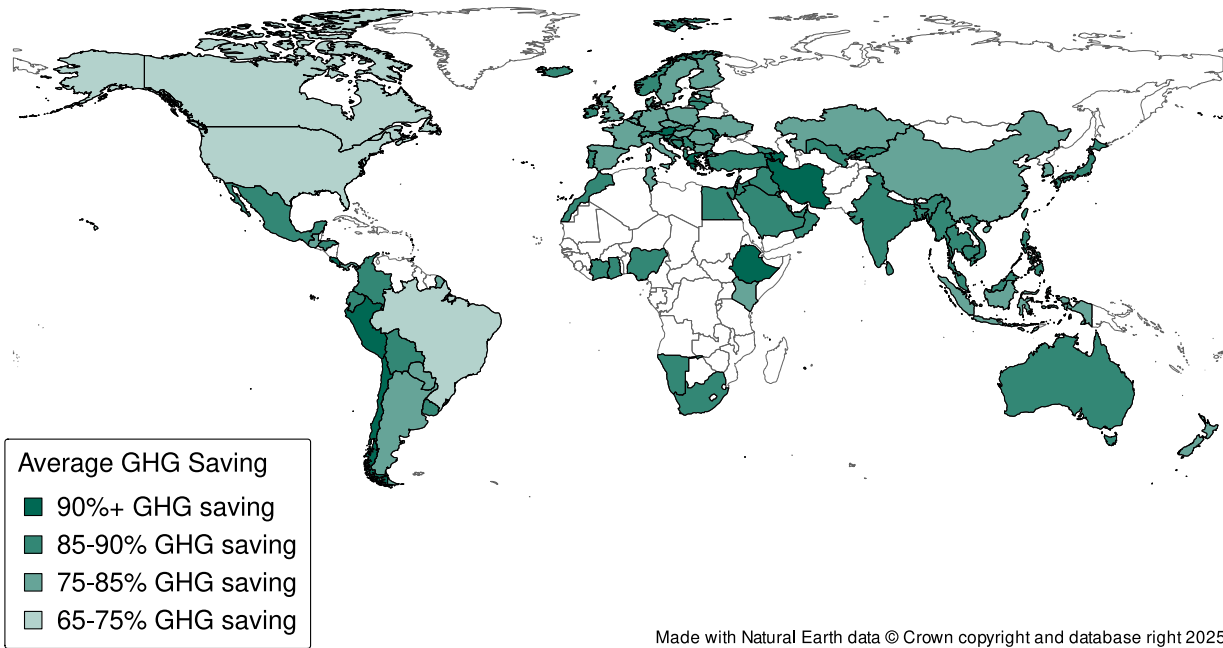 Average GHG Saving
90%+ GHG saving
85-90% GHG saving
75-85% GHG saving
65-75% GHG saving
Made with Natural Earth data © Crown copyright and database right 2025